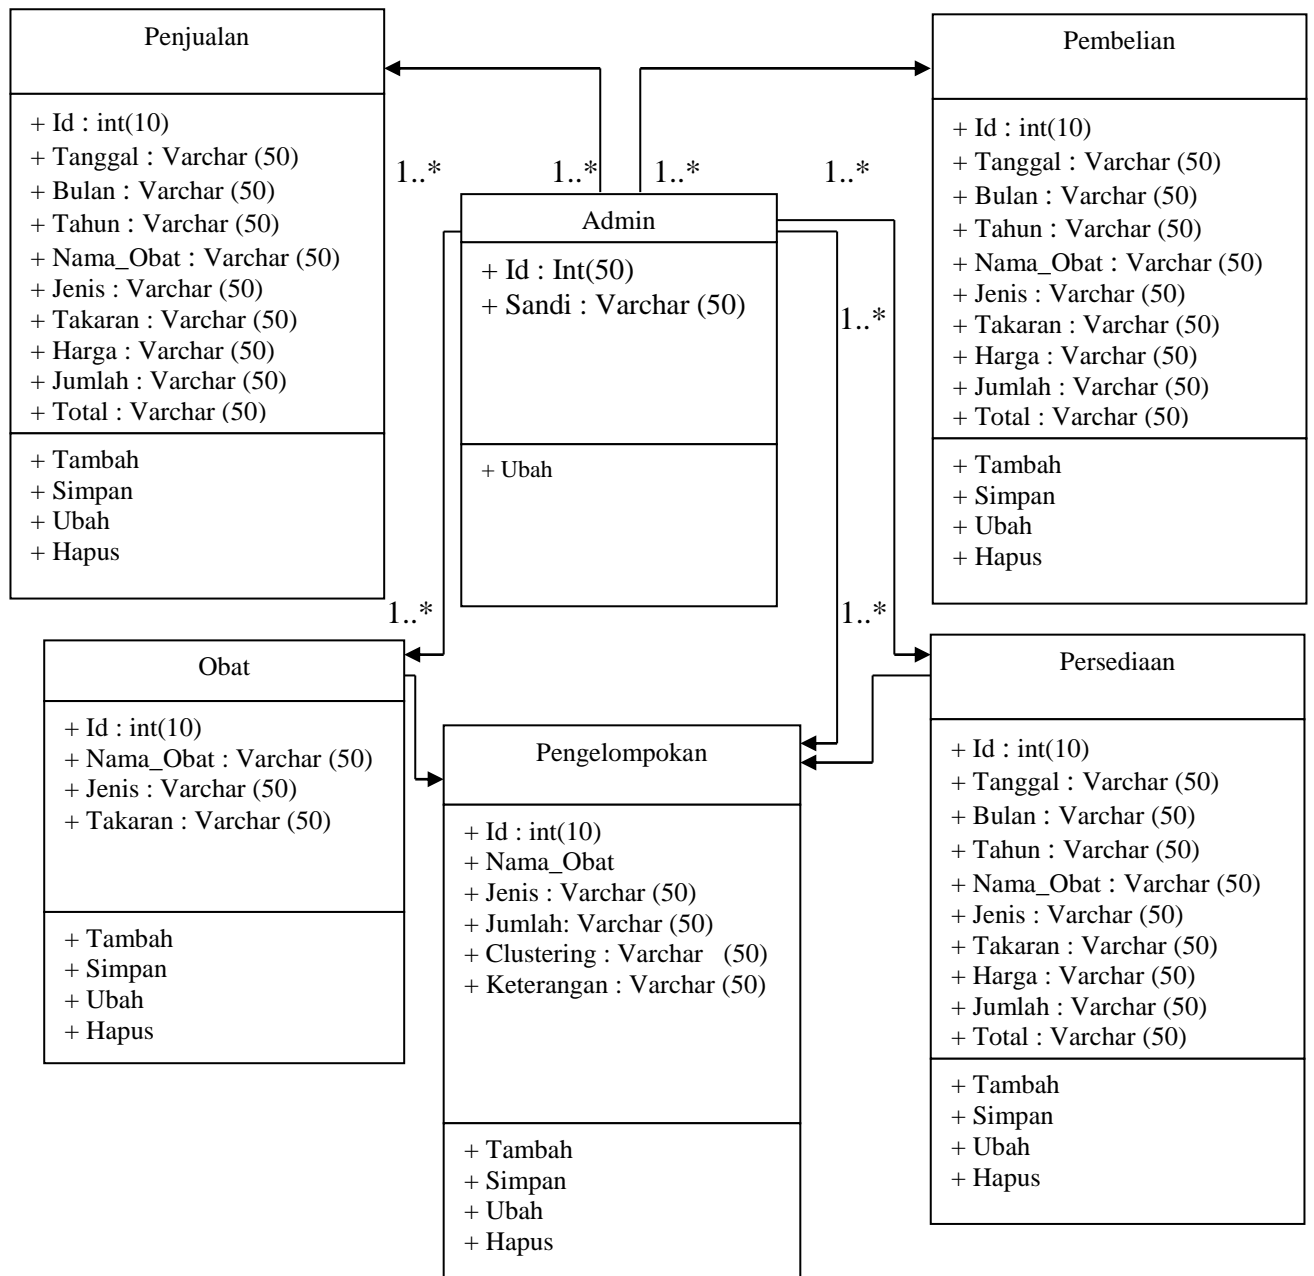 Penjualan
+ Id : int(10)
+ Tanggal : Varchar (50)
+ Bulan : Varchar (50)
+ Tahun : Varchar (50)
+ Nama_Obat : Varchar (50)
+ Jenis : Varchar (50)
+ Takaran : Varchar (50)
+ Harga : Varchar (50)
+ Jumlah : Varchar (50)
+ Total : Varchar (50)
+ Tambah
+ Simpan
+ Ubah
+ Hapus
1..*
1..*
1..*
1..*
Admin
+ Id : Int(50)
+ Sandi : Varchar (50)
+ Ubah
1..*
1..*
1..*
Pembelian
+ Id : int(10)
+ Tanggal : Varchar (50)
+ Bulan : Varchar (50)
+ Tahun : Varchar (50)
+ Nama_Obat : Varchar (50)
+ Jenis : Varchar (50)
+ Takaran : Varchar (50)
+ Harga : Varchar (50)
+ Jumlah : Varchar (50)
+ Total : Varchar (50)
+ Tambah
+ Simpan
+ Ubah
+ Hapus
Obat
+ Id : int(10)
+ Nama_Obat : Varchar (50)
+ Jenis : Varchar (50)
+ Takaran : Varchar (50)
+ Tambah
+ Simpan
+ Ubah
+ Hapus
Pengelompokan
+ Id : int(10)
+ Nama_Obat
+ Jenis : Varchar (50)
+ Jumlah: Varchar (50)
+ Clustering : Varchar (50)
+ Keterangan : Varchar (50)
+ Tambah
+ Simpan
+ Ubah
+ Hapus
Persediaan
+ Id : int(10)
+ Tanggal : Varchar (50)
+ Bulan : Varchar (50)
+ Tahun : Varchar (50)
+ Nama_Obat : Varchar (50)
+ Jenis : Varchar (50)
+ Takaran : Varchar (50)
+ Harga : Varchar (50)
+ Jumlah : Varchar (50)
+ Total : Varchar (50)
+ Tambah
+ Simpan
+ Ubah
+ Hapus